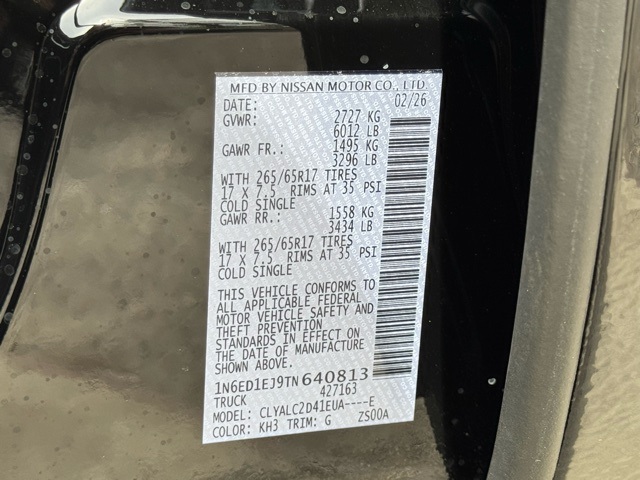 MFD BY NISSAN MOTOR CO., LTD.
DATE: 02/26
GVWR: 2727 KG
6012 LB
GAWR FR.: 1495 KG
3296 LB
WITH 265/65R17 TIRES
17 X 7.5 RIMS AT 35 PSI
COLD SINGLE
GAWR RR.: 1558 KG
3434 LB
WITH 265/65R17 TIRES
17 X 7.5 RIMS AT 35 PSI
COLD SINGLE
THIS VEHICLE CONFORMS TO
ALL APPLICABLE FEDERAL
MOTOR VEHICLE SAFETY AND
THEFT PREVENTION
STANDARDS IN EFFECT ON
THE DATE OF MANUFACTURE
SHOWN ABOVE.
1N6ED1EJ9TN640813
TRUCK 427163
MODEL: CLYALC2D41EUA----E
COLOR: KH3 TRIM: G ZS00A